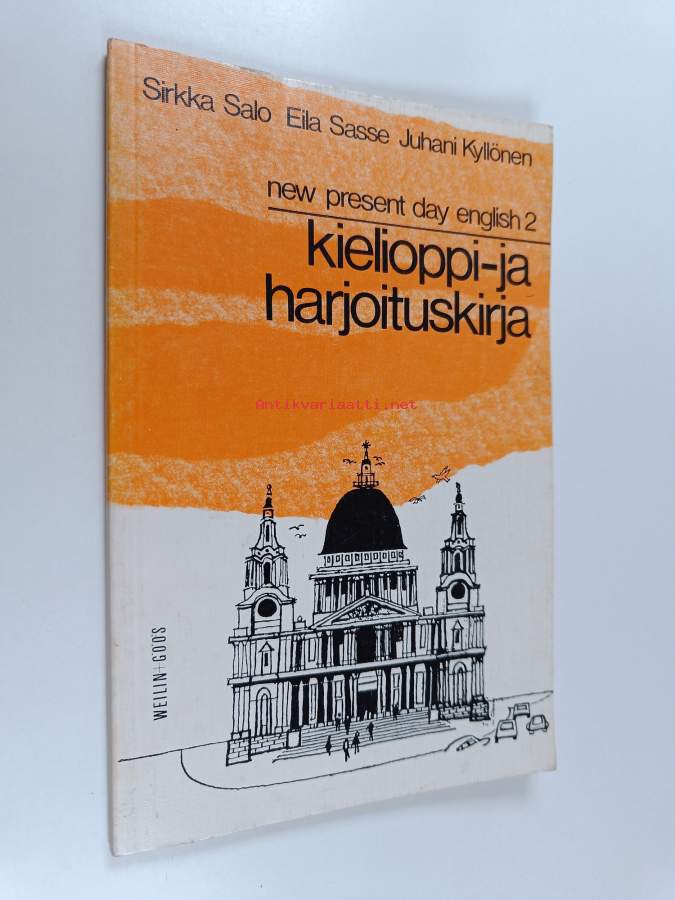 Sirkka Salo Eila Sasse Juhani Kyllönen
new present day english 2
kielioppi-ja
harjoituskirja
Antikvariaatti.net
WEILIN+GÖÖS